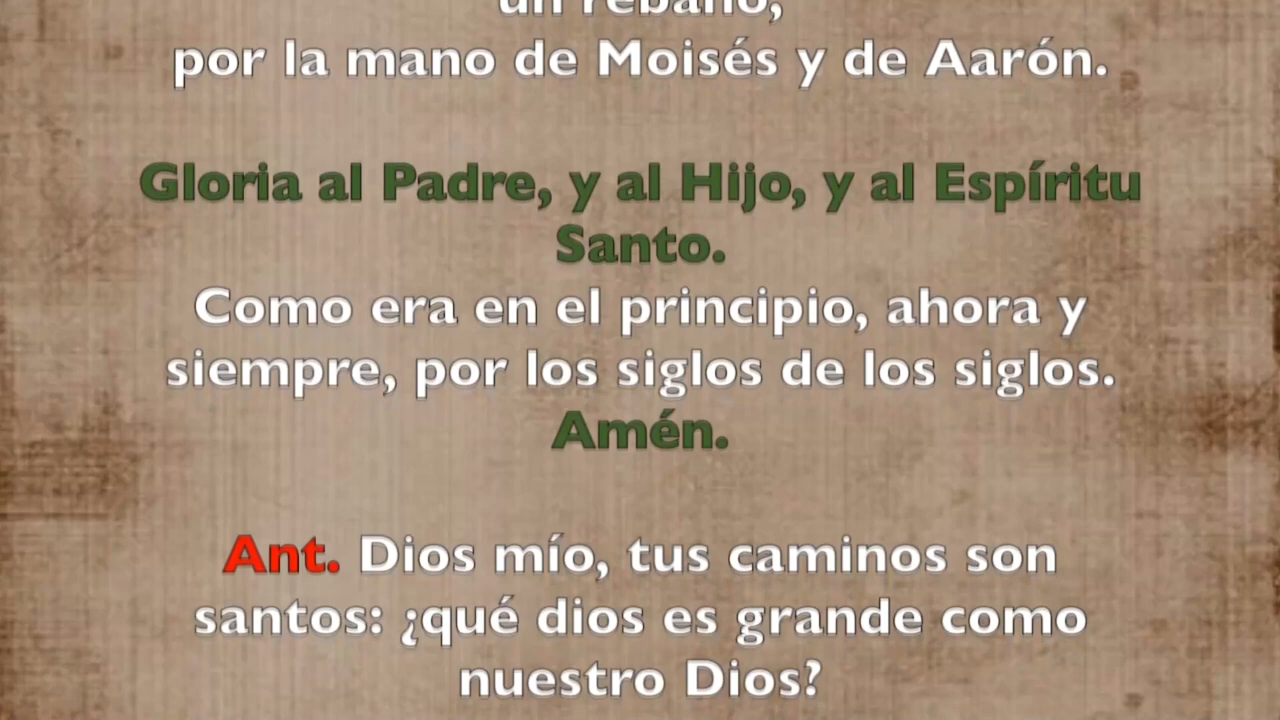 un rebaño,
por la mano de Moisés y de Aarón.
Gloria al Padre, y al Hijo, y al Espíritu
Santo.
Como era en el principio, ahora y
siempre, por los siglos de los siglos.
Amén.
Ant. Dios mío, tus caminos son
santos: ¿qué dios es grande como
nuestro Dios?